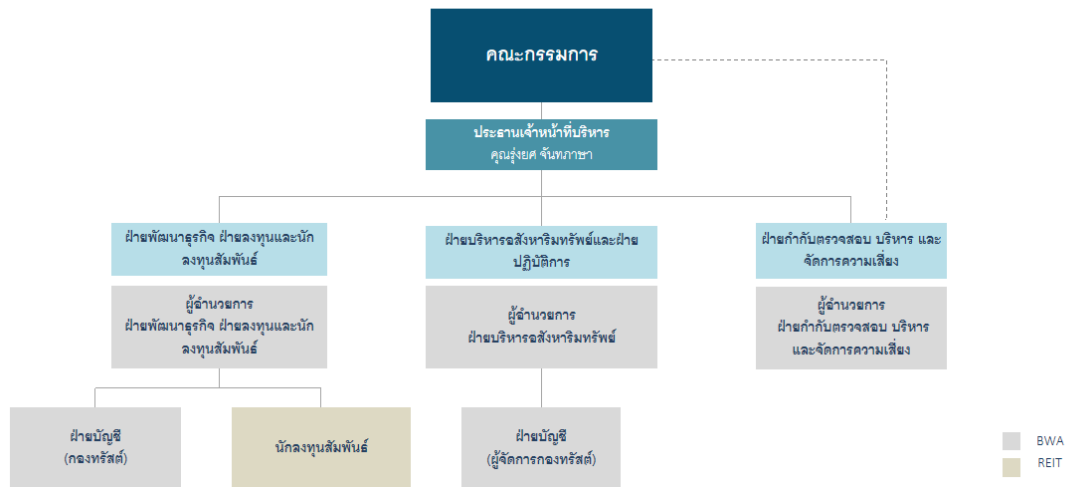 คณะกรรมการ
ประธานเจ้าหน้าที่บริหาร
คุณรุ่งยศ จันทภาษา
ฝ่ายพัฒนาธุรกิจ ฝ่ายลงทุนและนัก
ลงทุนสัมพันธ์
ฝ่ายบริหารอสังหาริมทรัพย์และฝ่าย
ปฏิบัติการ
ฝ่ายกำกับตรวจสอบ บริหาร และ
จัดการความเสี่ยง
ผู้อำนวยการ
ฝ่ายพัฒนาธุรกิจ ฝ่ายลงทุนและนัก
ลงทุนสัมพันธ์
ผู้อำนวยการ
ฝ่ายบริหารอสังหาริมทรัพย์
ผู้อำนวยการ
ฝ่ายกำกับตรวจสอบ บริหาร
และจัดการความเสี่ยง
ฝ่ายบัญชี
(กองทรัสต์)
นักลงทุนสัมพันธ์
ฝ่ายบัญชี
(ผู้จัดการกองทรัสต์)
BWA
REIT